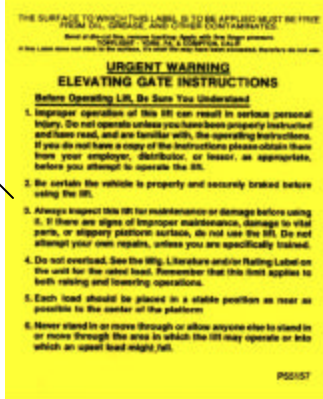 THE SURFACE TO WHICH THIS LABEL IS TO BE APPLIED MUST BE FREE
FROM OIL, GREASE, AND OTHER CONTAMINATES.
TOPFLIGHT - YORK, PA. & COMPTON, CALIF.
URGENT WARNING
ELEVATING GATE INSTRUCTIONS
Before Operating Lift, Be Sure You Understand
1. Improper operation of this lift can result in serious personal
injury. Do not operate unless you have been properly instructed
and have read, and are familiar with, the operating instructions.
If you do not have a copy of the instructions please obtain them
from your employer, distributor, or lessor, as appropriate,
before you attempt to operate the lift.
2. Be certain the vehicle is properly and securely braked before
using the lift.
3. Always inspect this lift for maintenance or damage before using
it. If there are signs of improper maintenance, damage to vital
parts, or slippery platform surface, do not use the lift. Do not
attempt your own repairs, unless you are specifically trained.
4. Do not overload. See the Mfg. Literature and/or Rating Label on
the unit for the rated load. Remember that this limit applies to
both raising and lowering operations.
5. Each load should be placed in a stable position as near as
possible to the center of the platform
6. Never stand in or move through or allow anyone else to stand in
or move through the area in which the lift may operate or into
which an upset load might fall.